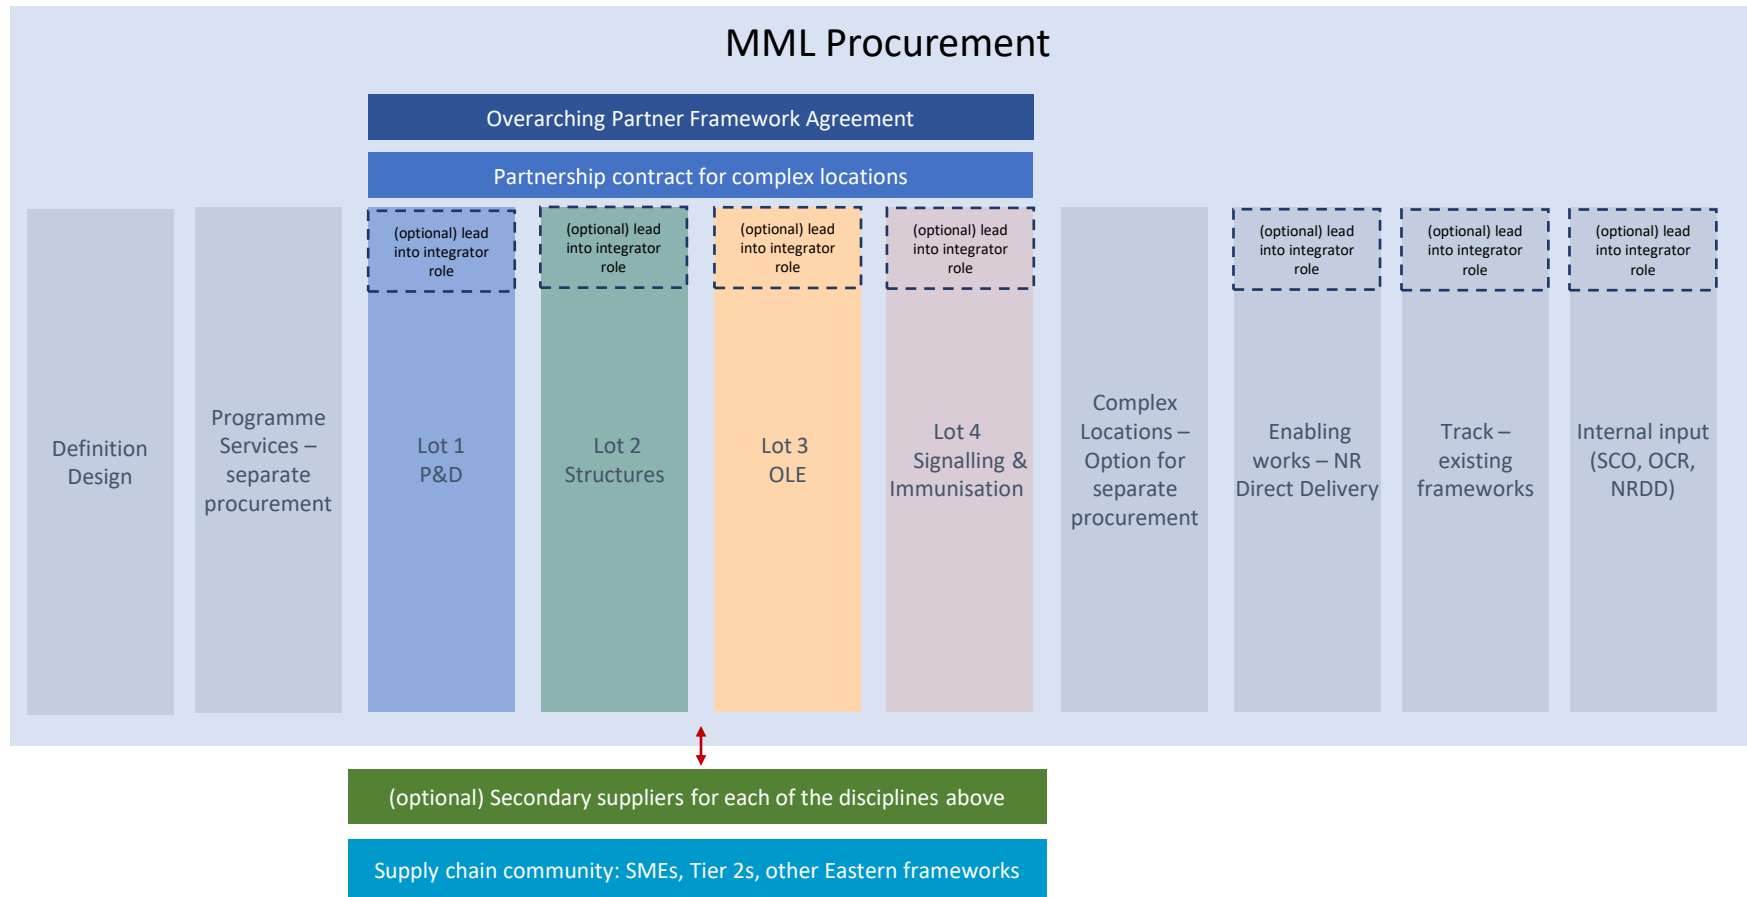 MML Procurement
Overarching Partner Framework Agreement
Partnership contract for complex locations
(optional) lead
into integrator
role
(optional) lead
into integrator
role
(optional) lead
into integrator
role
(optional) lead
into integrator
role
(optional) lead
into integrator
role
(optional) lead
into integrator
role
(optional) lead
into integrator
role
Definition
Design
Programme
Services –
separate
procurement
Lot 1
P&D
Lot 2
Structures
Lot 3
OLE
Lot 4
Signalling &
Immunisation
Complex
Locations –
Option for
separate
procurement
Enabling
works – NR
Direct Delivery
Track –
existing
frameworks
Internal input
(SCO, OCR,
NRDD)
(optional) Secondary suppliers for each of the disciplines above
Supply chain community: SMEs, Tier 2s, other Eastern frameworks